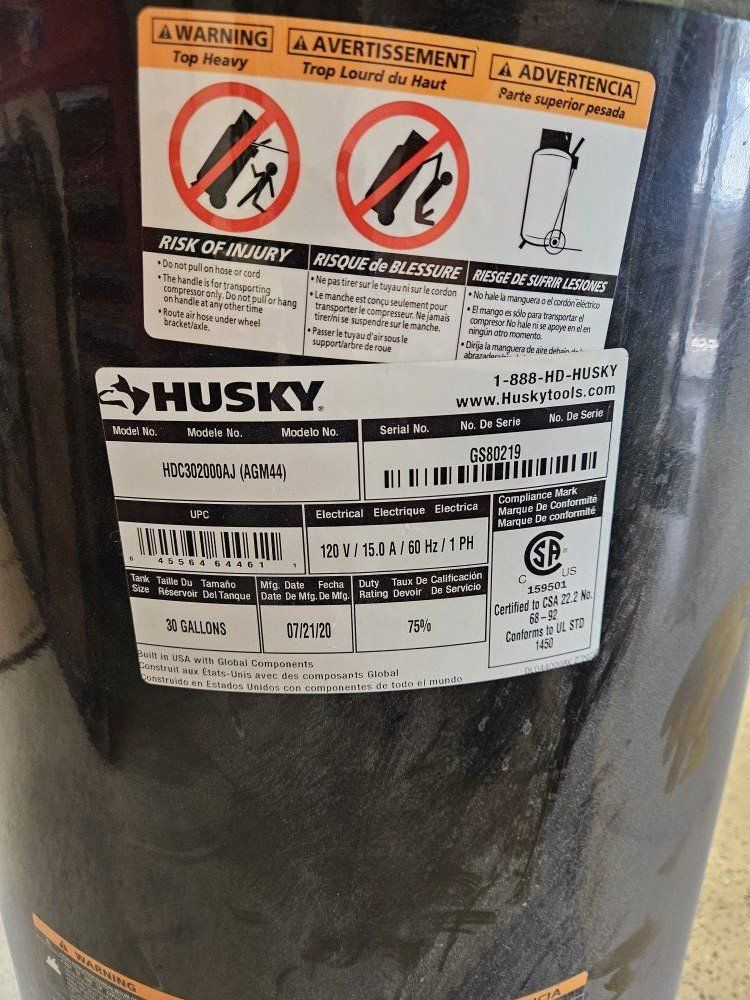 WARNING
Top Heavy
AVERTISSEMENT
Trop Lourd du Haut
ADVERTENCIA
Parte superior pesada
RISK OF INJURY
• Do not pull on hose or cord
• The handle is for transporting
compressor only. Do not pull or hang
on handle at any other time
• Route air hose under wheel
bracket/axle.
RISQUE de BLESSURE
• Ne pas tirer sur le tuyau ni sur le cordon
• Le manche est conçu seulement pour
transporter le compresseur. Ne jamais
tirer/ni se suspendre sur le manche.
• Passer le tuyau d'air sous le
support/arbre de roue
RIESGE DE SUFRIR LESIONES
• No hale la manguera o el cordón eléctrico
• El mango es sólo para transportar el
compresor No hale ni se apoye en el en
ningún otro momento.
• Dirija la manguera de aire debajo de la
HUSKY
1-888-HD-HUSKY
www.Huskytools.com
Model No. Modele No. Modelo No.
HDC302000AJ (AGM44)
Serial No. No. De Serie No. De Serie
GS80219
UPC
0 45564 64461 1
Electrical Electrique Electrica
120 V / 15.0 A / 60 Hz / 1 PH
Compliance Mark
Marque De Conformité
Marque De conformité
SA
C US
159501
Certified to CSA 22.2 No.
68-92
Conforms to UL STD
1450
Tank Taille Du Tamaño
Size Réservoir Del Tanque
30 GALLONS
Mfg. Date Fecha
Date De Mfg. De Mfg.
07/21/20
Duty Taux De Calificación
Rating Devoir De Servicio
75%
Built in USA with Global Components
Construit aux États-Unis avec des composants Global
Construido en Estados Unidos con componentes de todo el mundo
WARNING